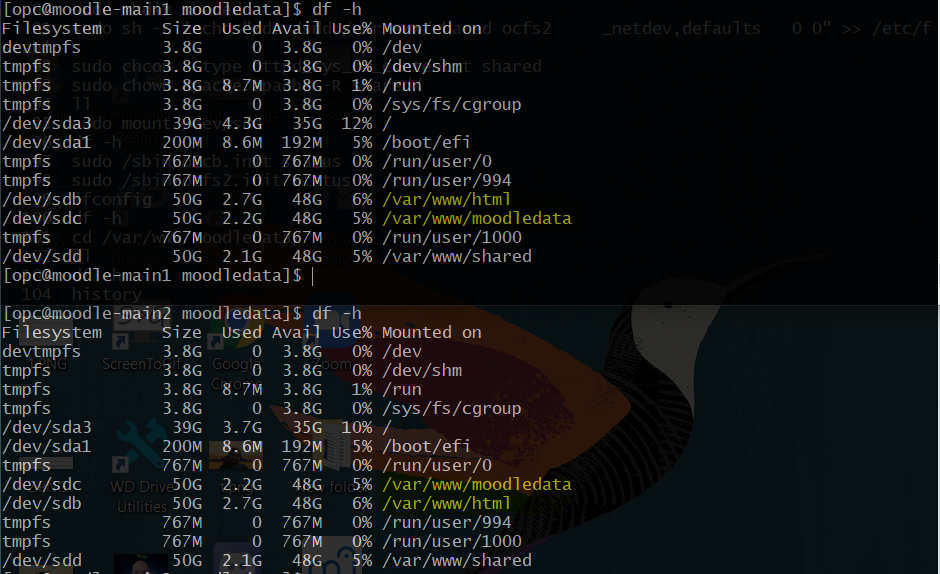 [opc@moodle-main1 moodledata]$ df -h
Filesystem      Size  Used Avail Use% Mounted on
devtmpfs        3.8G     0  3.8G   0% /dev
tmpfs           3.8G     0  3.8G   0% /dev/shm
tmpfs           3.8G  8.7M  3.8G   1% /run
tmpfs           3.8G     0  3.8G   0% /sys/fs/cgroup
/dev/sda3        39G  4.3G   35G  12% /
/dev/sda1       200M  8.6M  192M   5% /boot/efi
tmpfs           767M     0  767M   0% /run/user/0
tmpfs           767M     0  767M   0% /run/user/994
/dev/sdb         50G  2.7G   48G   6% /var/www/html
/dev/sdc         50G  2.2G   48G   5% /var/www/moodledata
tmpfs           767M     0  767M   0% /run/user/1000
/dev/sdd         50G  2.1G   48G   5% /var/www/shared
[opc@moodle-main1 moodledata]$
104 history
[opc@moodle-main2 moodledata]$ df -h
Filesystem      Size  Used Avail Use% Mounted on
devtmpfs        3.8G     0  3.8G   0% /dev
tmpfs           3.8G     0  3.8G   0% /dev/shm
tmpfs           3.8G  8.7M  3.8G   1% /run
tmpfs           3.8G     0  3.8G   0% /sys/fs/cgroup
/dev/sda3        39G  3.7G   35G  10% /
/dev/sda1       200M  8.6M  192M   5% /boot/efi
tmpfs           767M     0  767M   0% /run/user/0
/dev/sdc         50G  2.2G   48G   5% /var/www/moodledata
/dev/sdb         50G  2.7G   48G   6% /var/www/html
tmpfs           767M     0  767M   0% /run/user/994
tmpfs           767M     0  767M   0% /run/user/1000
/dev/sdd         50G  2.1G   48G   5% /var/www/shared
ScreenToGif
Zoom
WD Drive
Utilities